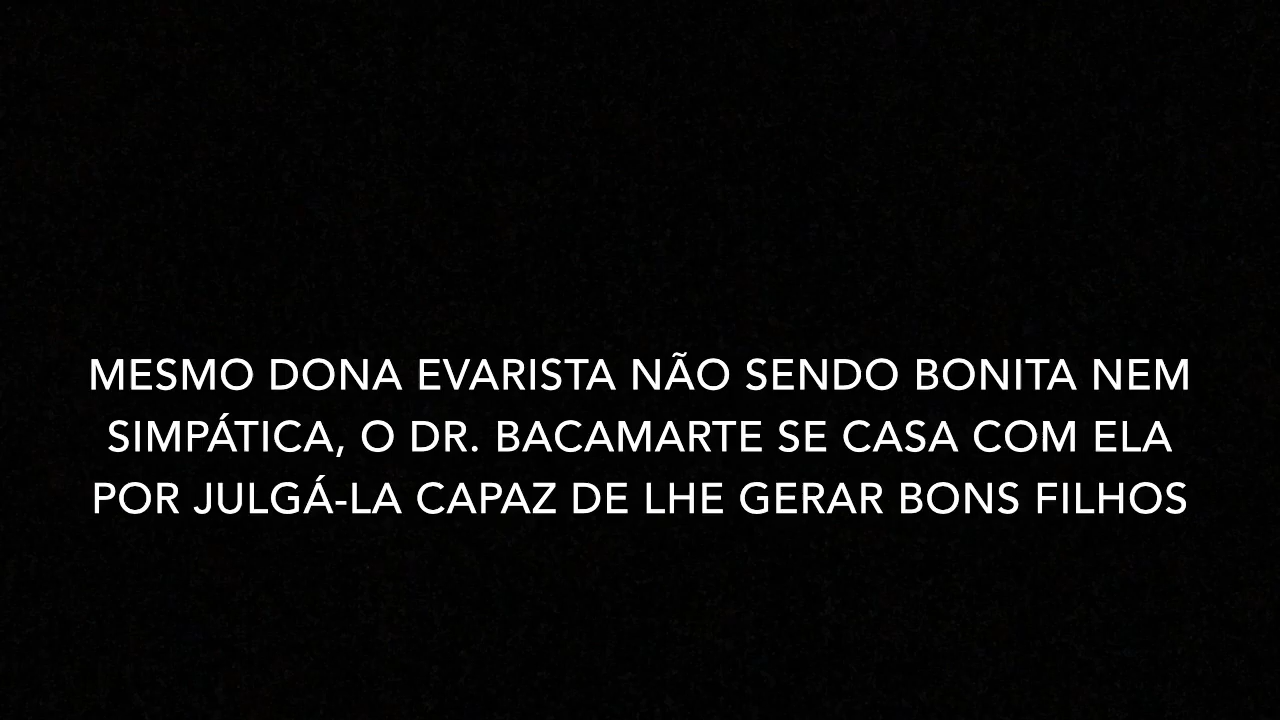 MESMO DONA EVARISTA NÃO SENDO BONITA NEM
SIMPÁTICA, O DR. BACAMARTE SE CASA COM ELA
POR JULGÁ-LA CAPAZ DE LHE GERAR BONS FILHOS